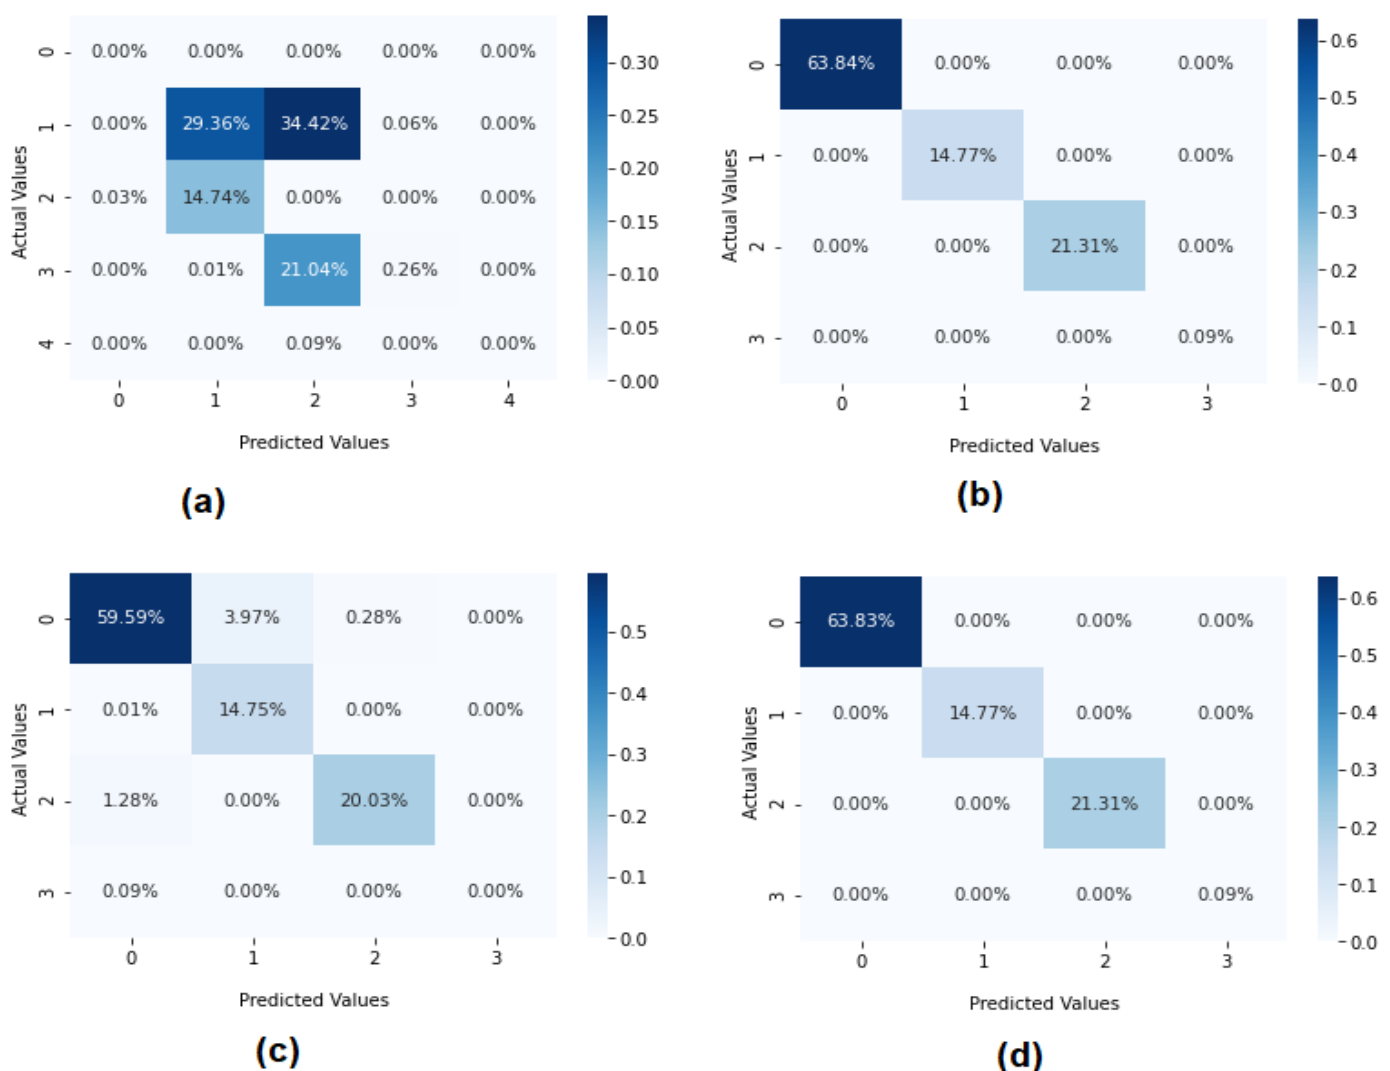 0 0.00% 0.00% 0.00% 0.00% 0.00%
1 0.00% 29.36% 34.42% 0.06% 0.00%
2 0.03% 14.74% 0.00% 0.00% 0.00%
3 0.00% 0.01% 21.04% 0.26% 0.00%
4 0.00% 0.00% 0.09% 0.00% 0.00%
0 1 2 3 4
Actual Values
Predicted Values
0.30
0.25
0.20
0.15
0.10
0.05
0.00
(a)
0 63.84% 0.00% 0.00% 0.00%
1 0.00% 14.77% 0.00% 0.00%
2 0.00% 0.00% 21.31% 0.00%
3 0.00% 0.00% 0.00% 0.09%
0 1 2 3
Actual Values
Predicted Values
0.6
0.5
0.4
0.3
0.2
0.1
0.0
(b)
0 59.59% 3.97% 0.28% 0.00%
1 0.01% 14.75% 0.00% 0.00%
2 1.28% 0.00% 20.03% 0.00%
3 0.09% 0.00% 0.00% 0.00%
0 1 2 3
Actual Values
Predicted Values
0.5
0.4
0.3
0.2
0.1
0.0
(c)
0 63.83% 0.00% 0.00% 0.00%
1 0.00% 14.77% 0.00% 0.00%
2 0.00% 0.00% 21.31% 0.00%
3 0.00% 0.00% 0.00% 0.09%
0 1 2 3
Actual Values
Predicted Values
0.6
0.5
0.4
0.3
0.2
0.1
0.0
(d)